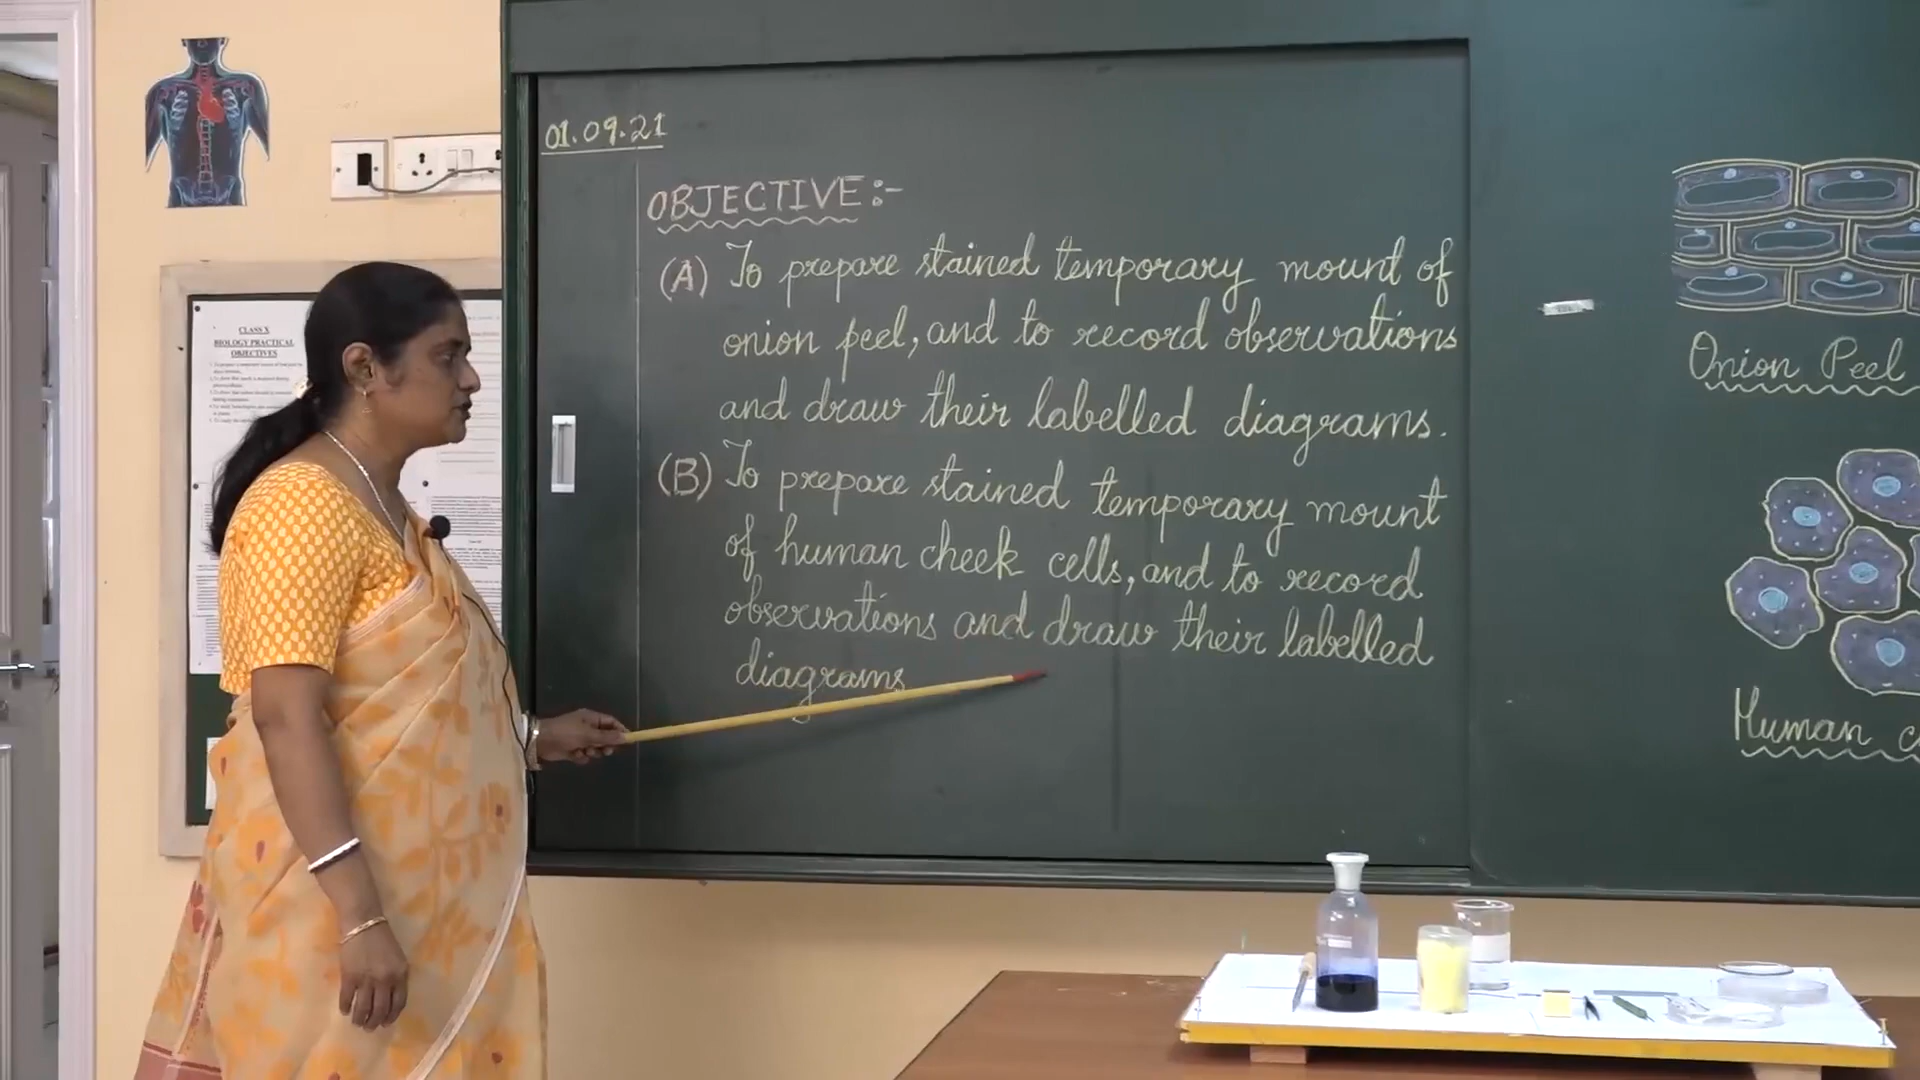 01.09.21
OBJECTIVE:-
(A) To prepare stained temporary mount of
onion peel, and to record observations
and draw their labelled diagrams.
(B) To prepare stained temporary mount
of human cheek cells, and to record
observations and draw their labelled
diagrams
Onion Peel
Human
CLASS X
BIOLOGY PRACTICAL
OBJECTIVES